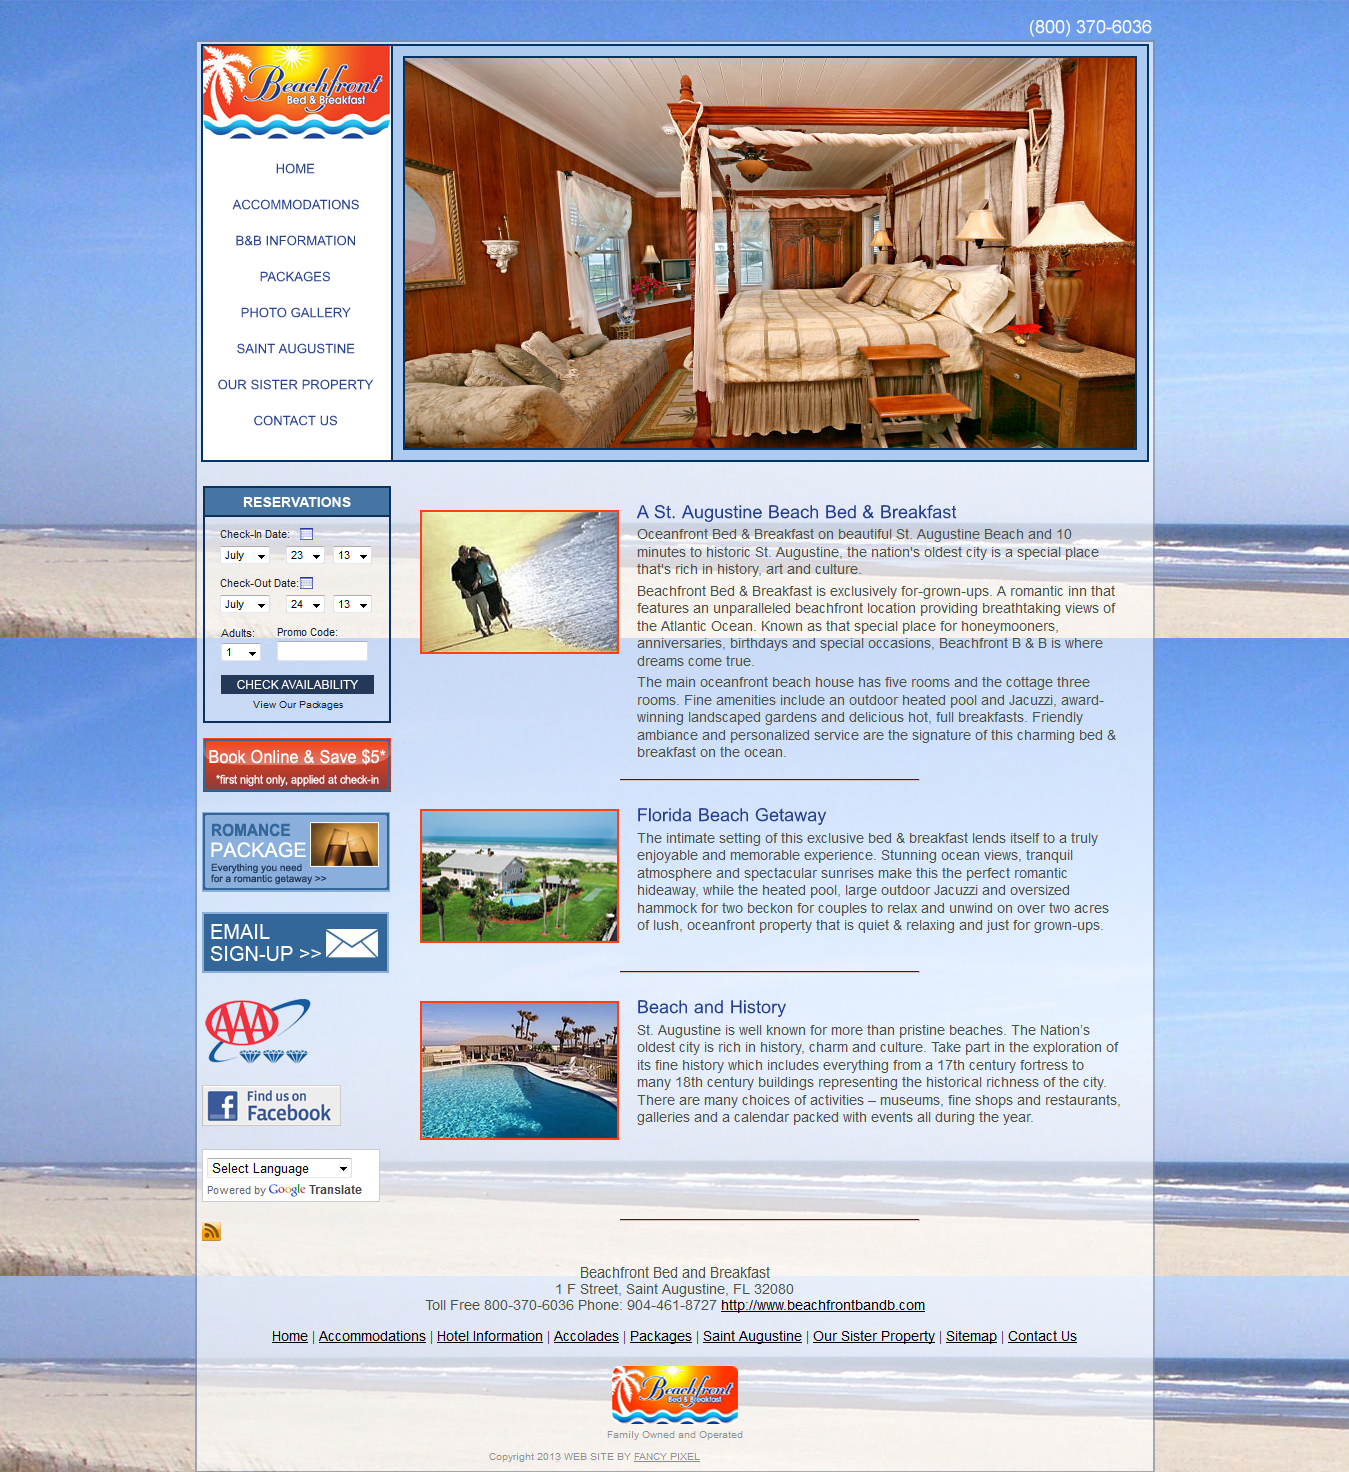 (800) 370-6036
Beachfront
Bed & Breakfast
HOME
ACCOMMODATIONS
B&B INFORMATION
PACKAGES
PHOTO GALLERY
SAINT AUGUSTINE
OUR SISTER PROPERTY
CONTACT US
RESERVATIONS
Check-In Date:
July 23 13
Check-Out Date:
July 24 13
Adults: Promo Code:
1
CHECK AVAILABILITY
View Our Packages
Book Online & Save $5*
*first night only, applied at check-in
ROMANCE
PACKAGE
Everything you need
for a romantic getaway >>
EMAIL
SIGN-UP >>
AAA
Find us on
Facebook
Select Language
Powered by Google Translate
A St. Augustine Beach Bed & Breakfast
Oceanfront Bed & Breakfast on beautiful St. Augustine Beach and 10
minutes to historic St. Augustine, the nation's oldest city is a special place
that's rich in history, art and culture.
Beachfront Bed & Breakfast is exclusively for-grown-ups. A romantic inn that
features an unparalleled beachfront location providing breathtaking views of
the Atlantic Ocean. Known as that special place for honeymooners,
anniversaries, birthdays and special occasions, Beachfront B & B is where
dreams come true.
The main oceanfront beach house has five rooms and the cottage three
rooms. Fine amenities include an outdoor heated pool and Jacuzzi, award-
winning landscaped gardens and delicious hot, full breakfasts. Friendly
ambiance and personalized service are the signature of this charming bed &
breakfast on the ocean.
Florida Beach Getaway
The intimate setting of this exclusive bed & breakfast lends itself to a truly
enjoyable and memorable experience. Stunning ocean views, tranquil
atmosphere and spectacular sunrises make this the perfect romantic
hideaway, while the heated pool, large outdoor Jacuzzi and oversized
hammock for two beckon for couples to relax and unwind on over two acres
of lush, oceanfront property that is quiet & relaxing and just for grown-ups.
Beach and History
St. Augustine is well known for more than pristine beaches. The Nation's
oldest city is rich in history, charm and culture. Take part in the exploration of
its fine history which includes everything from a 17th century fortress to
many 18th century buildings representing the historical richness of the city.
There are many choices of activities – museums, fine shops and restaurants,
galleries and a calendar packed with events all during the year.
Beachfront Bed and Breakfast
1 F Street, Saint Augustine, FL 32080
Toll Free 800-370-6036 Phone: 904-461-8727 http://www.beachfrontbandb.com
Home | Accommodations | Hotel Information | Accolades | Packages | Saint Augustine | Our Sister Property | Sitemap | Contact Us
Beachfront
Bed & Breakfast
Family Owned and Operated
Copyright 2013 WEB SITE BY FANCY PIXEL